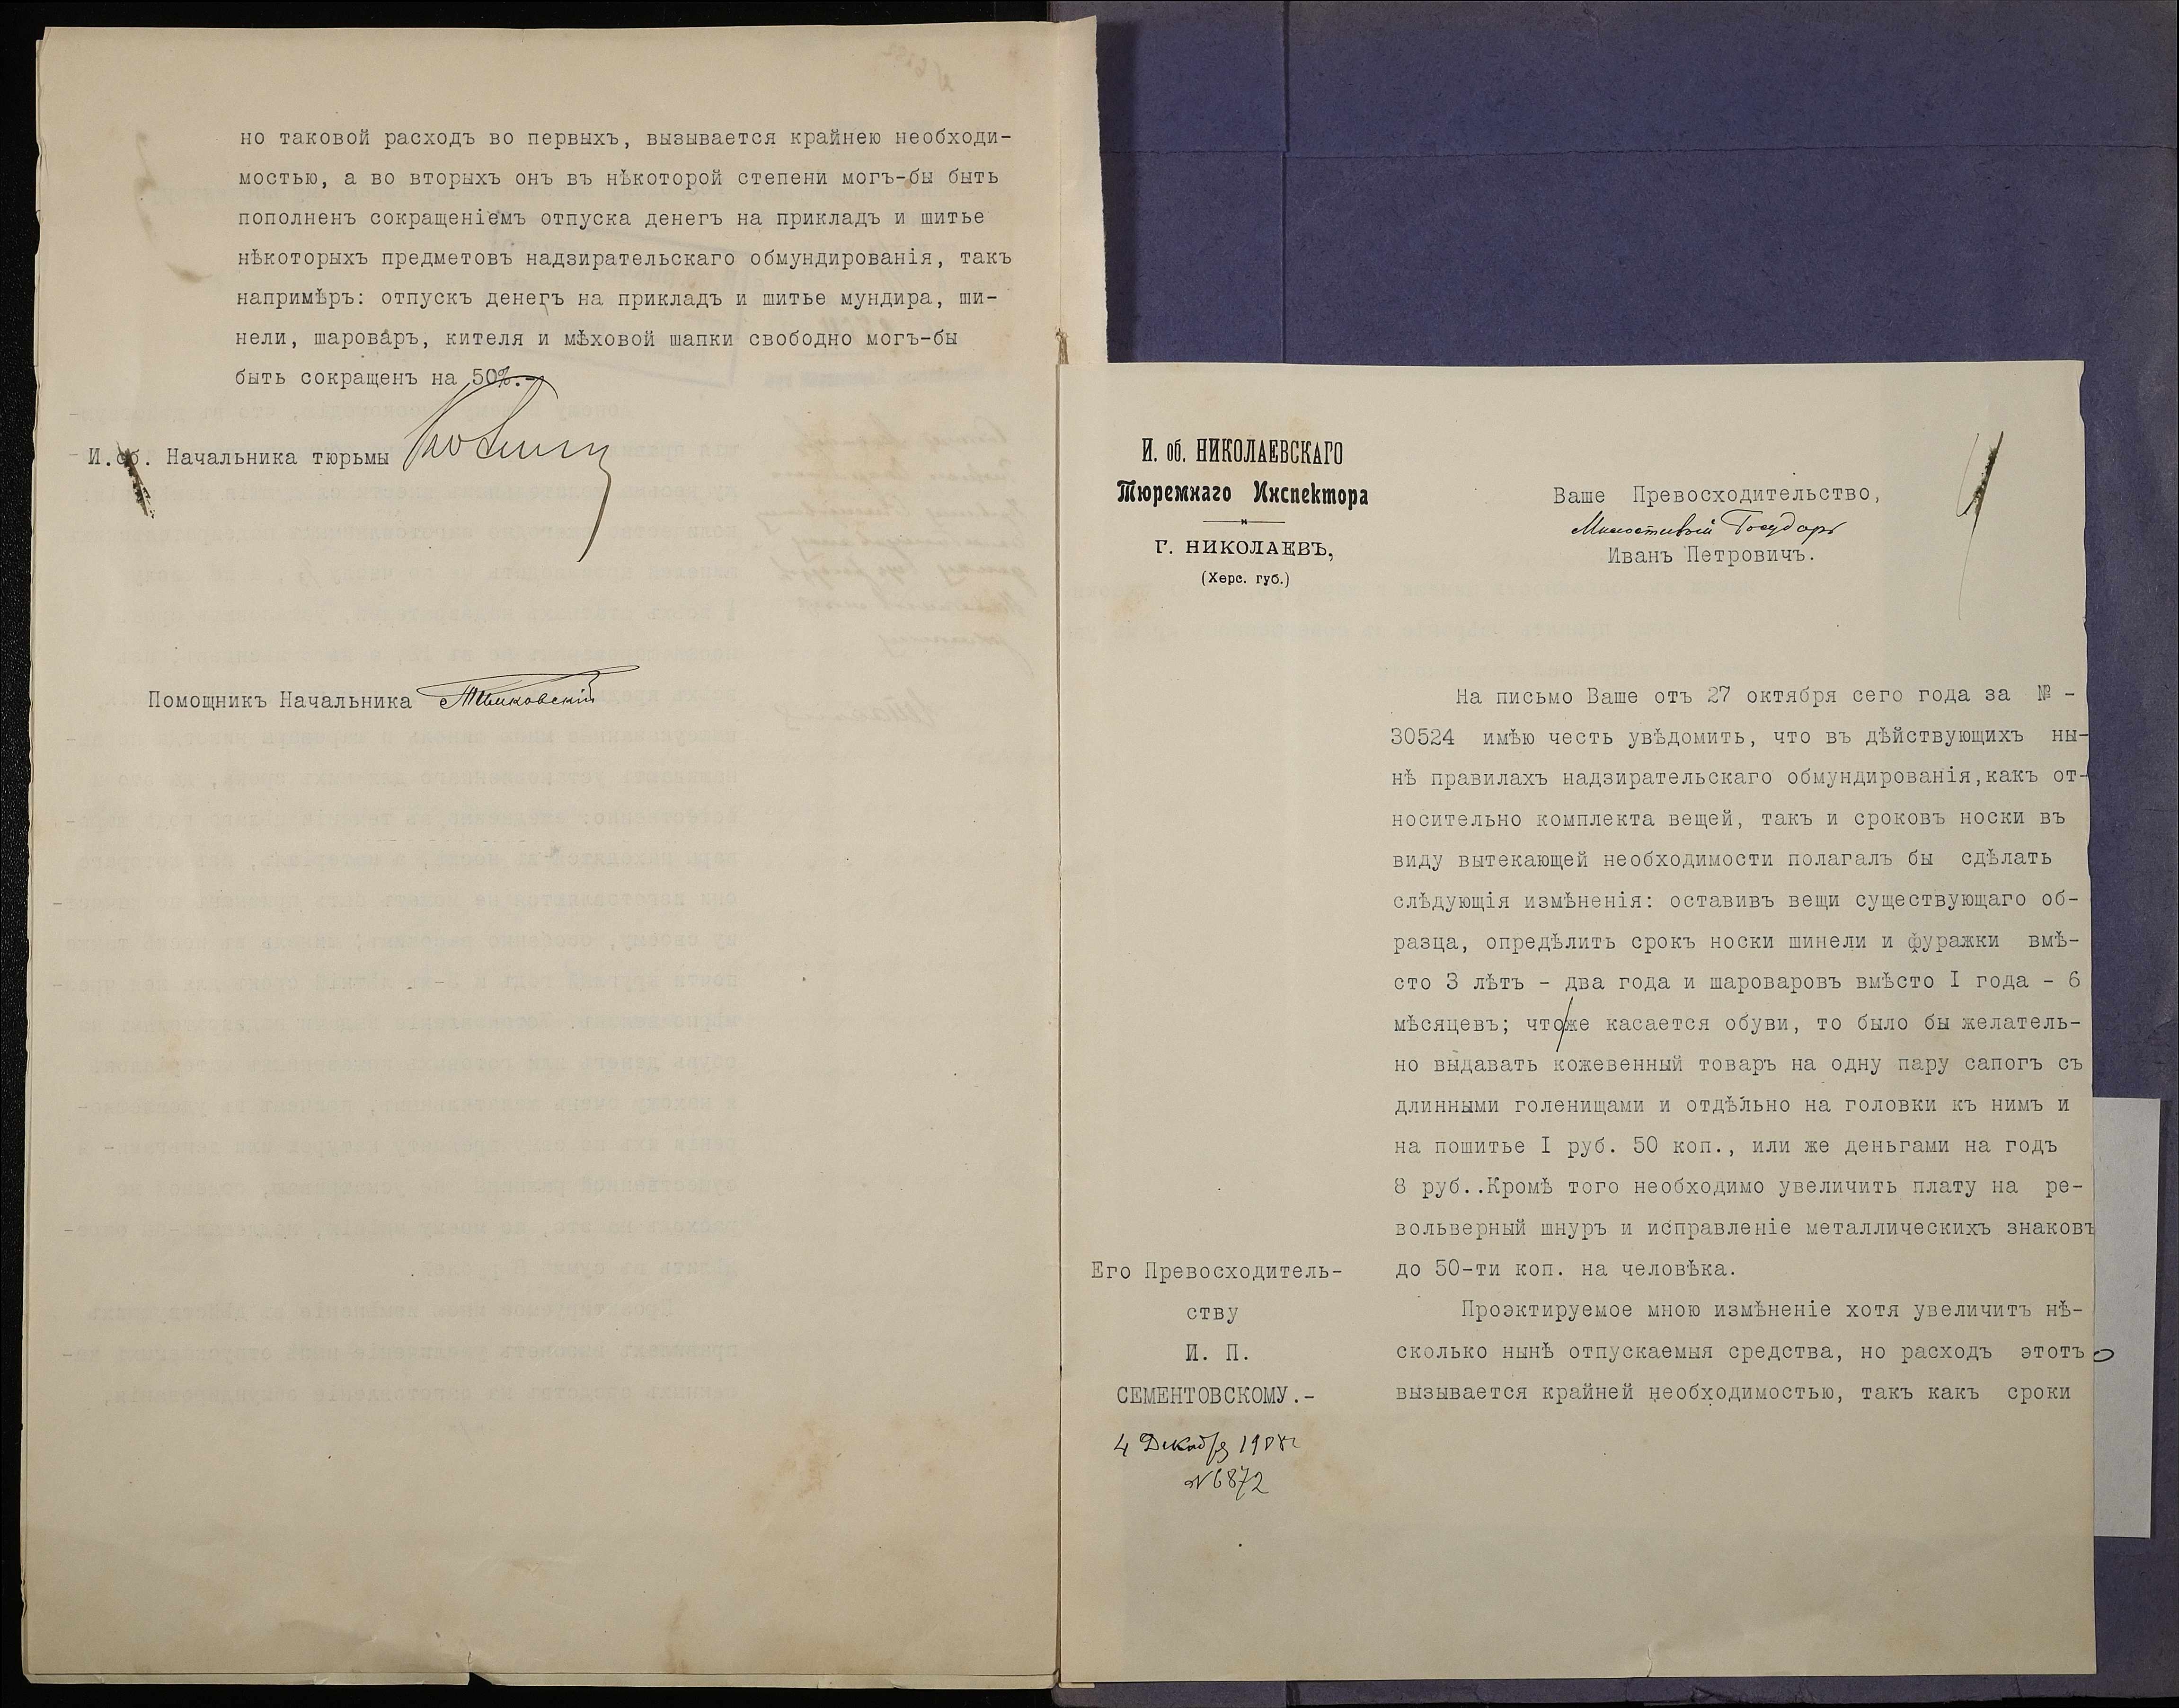 но таковой расходъ во первыхъ, вызывается крайнею необходи-
мостью, а во вторыхъ онъ въ нѣкоторой степени могъ-бы быть
пополненъ сокращеніемъ отпуска денегъ на прикладъ и шитье
нѣкоторыхъ предметовъ надзирательскаго обмундированія, такъ
напримѣръ: отпускъ денегъ на прикладъ и шитье мундира, ши-
нели, шароваръ, кителя и мѣховой шапки свободно могъ-бы
быть сокращенъ на 50%.-
И.об. Начальника тюрьмы
Помощникъ Начальника
И. об. НИКОЛАЕВСКАГО
Тюремнаго Инспектора
Г. НИКОЛАЕВЪ,
(Херс. губ.)
Ваше Превосходительство,
Милостивый Государь
Иванъ Петровичъ.
На письмо Ваше отъ 27 октября сего года за № -
30524 имѣю честь увѣдомить, что въ дѣйствующихъ ны-
нѣ правилахъ надзирательскаго обмундированія,какъ от-
носительно комплекта вещей, такъ и сроковъ носки въ
виду вытекающей необходимости полагалъ бы сдѣлать
слѣдующія измѣненія: оставивъ вещи существующаго об-
разца, опредѣлить срокъ носки шинели и фуражки вмѣ-
сто 3 лѣтъ - два года и шароваровъ вмѣсто I года - 6
мѣсяцевъ; что/же касается обуви, то было бы желатель-
но выдавать кожевенный товаръ на одну пару сапогъ съ
длинными голенищами и отдѣльно на головки къ нимъ и
на пошитье I руб. 50 коп., или же деньгами на годъ
8 руб..Кромѣ того необходимо увеличить плату на ре-
вольверный шнуръ и исправленіе металлическихъ знаковъ
до 50-ти коп. на человѣка.
Проэктируемое мною измѣненіе хотя увеличитъ нѣ-
сколько нынѣ отпускаемыя средства, но расходъ этотъ
вызывается крайней необходимостью, такъ какъ сроки
Его Превосходитель-
ству
И. П.
СЕМЕНТОВСКОМУ.-
4 Декабря 1908 г
№ 6872